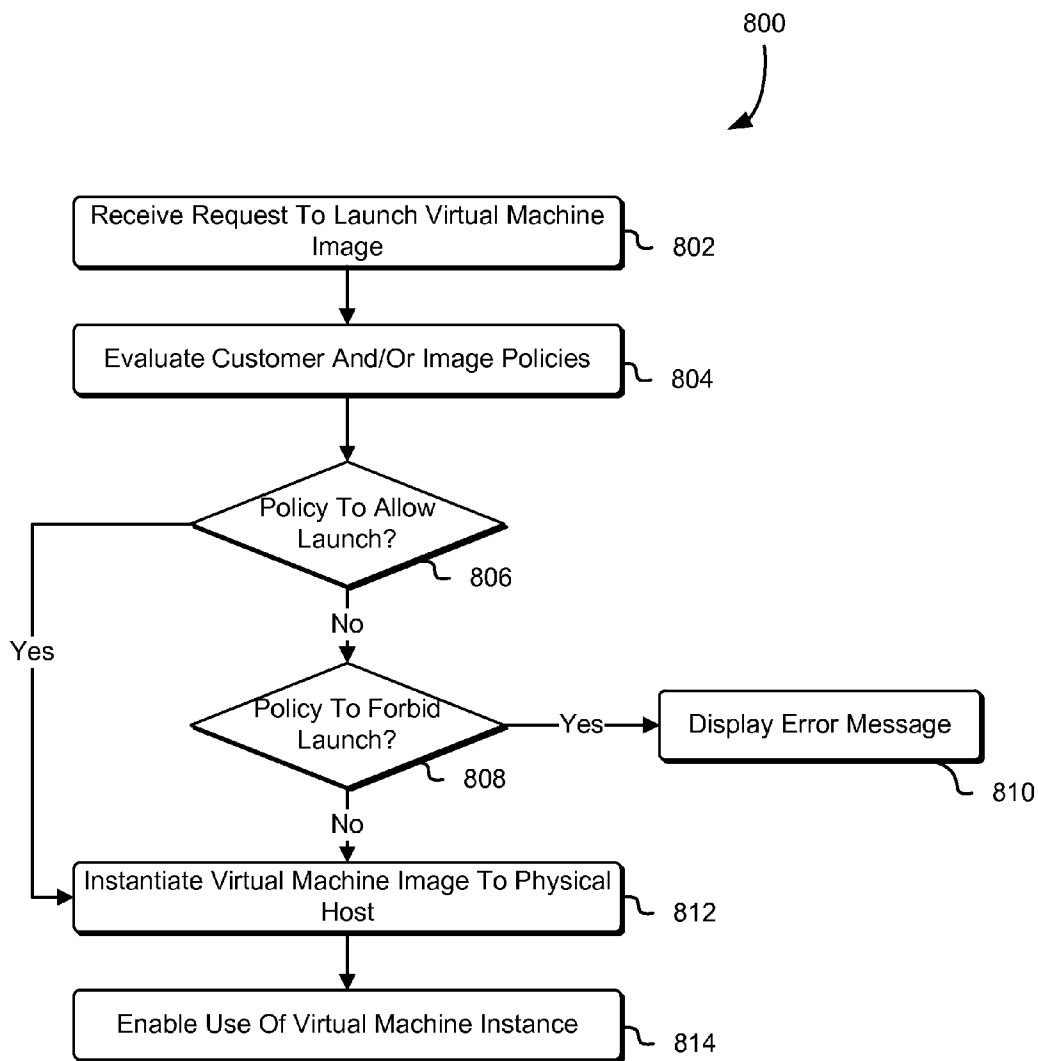 800
Receive Request To Launch Virtual Machine
Image
802
Evaluate Customer And/Or Image Policies
804
Policy To Allow
Launch?
806
No
Yes
Policy To Forbid
Launch?
808
Yes
Display Error Message
810
No
Instantiate Virtual Machine Image To Physical
Host
812
Enable Use Of Virtual Machine Instance
814